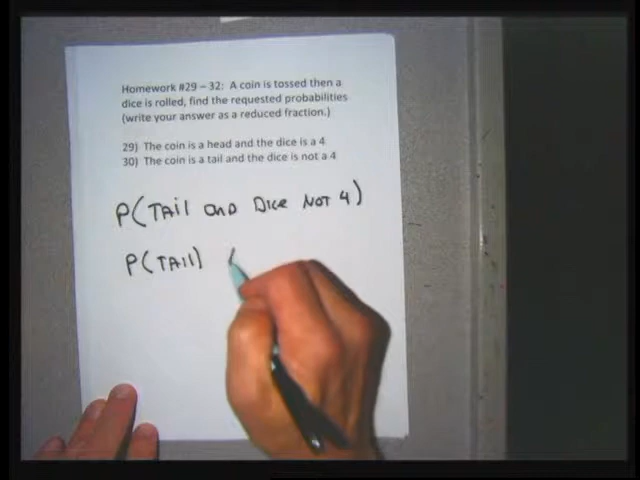 Homework #29 – 32: A coin is tossed then a
dice is rolled, find the requested probabilities
(write your answer as a reduced fraction.)
29) The coin is a head and the dice is a 4
30) The coin is a tail and the dice is not a 4
P(TAil and Dice NOT 4)
P(TAil) (